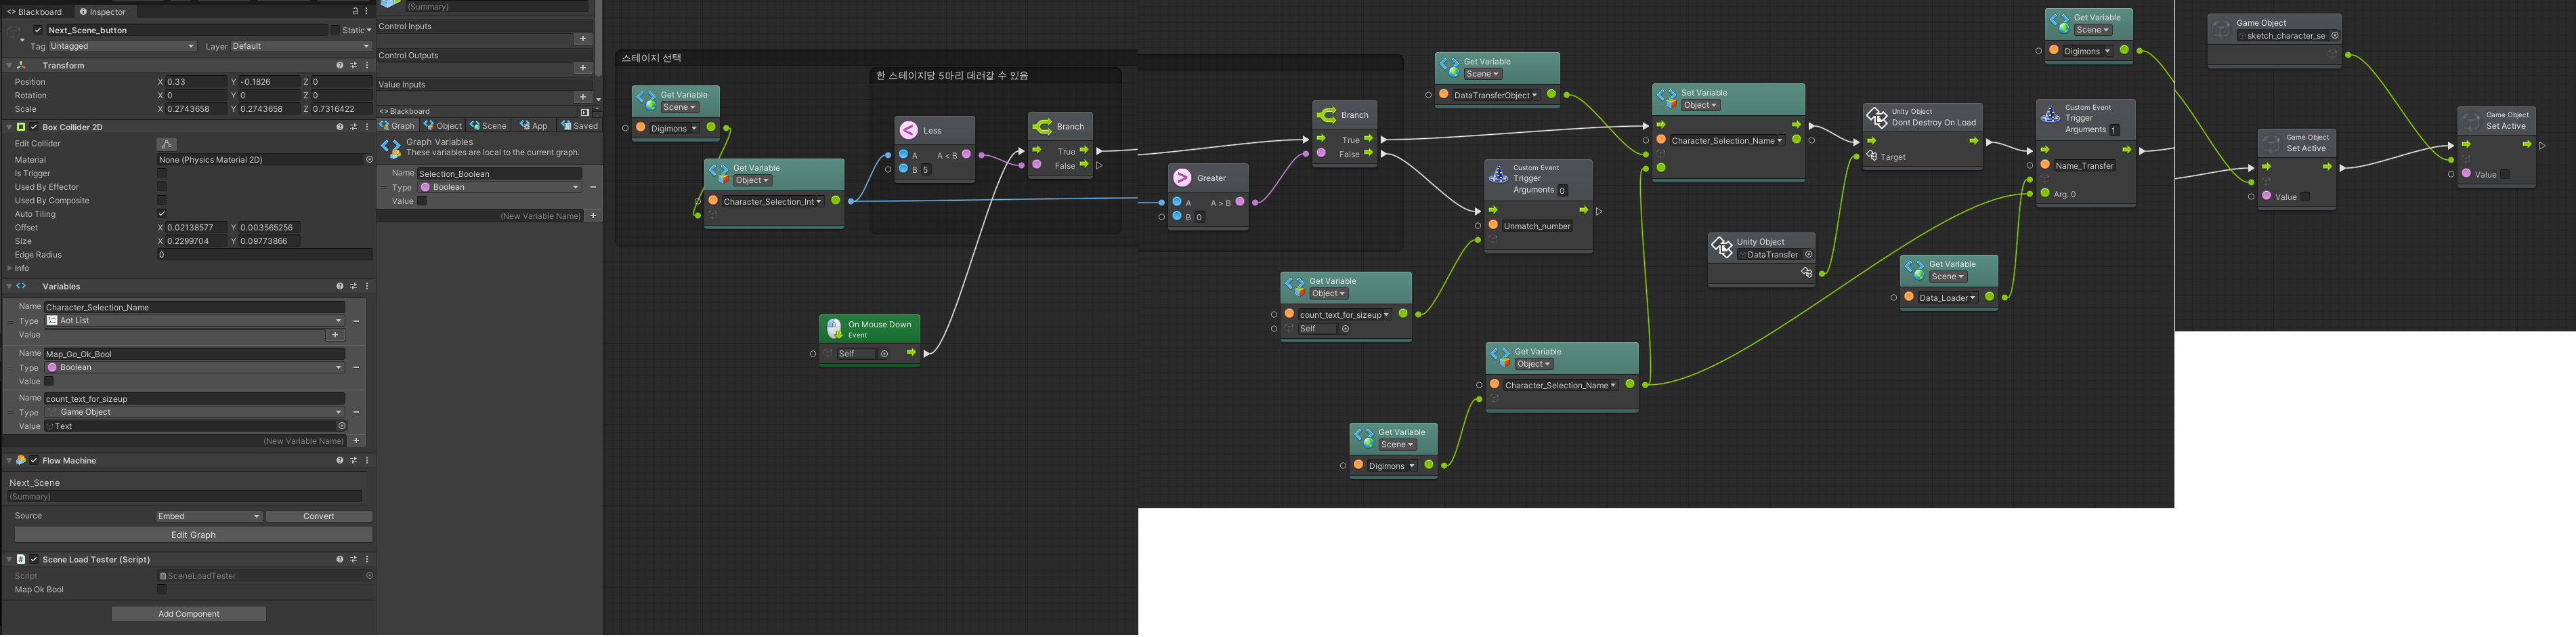 <> Blackboard
Inspector
Next_Scene_button
Static
Tag Untagged
Layer Default
Transform
Position X 0.33 Y -0.1826 Z 0
Rotation X 0 Y 0 Z 0
Scale X 0.2743658 Y 0.2743658 Z 0.7316422
Box Collider 2D
Edit Collider
Material None (Physics Material 2D)
Is Trigger
Used By Effector
Used By Composite
Auto Tiling
Offset X 0.02138577 Y 0.003565256
Size X 0.2299704 Y 0.09773866
Edge Radius 0
Info
Variables
Name Character_Selection_Name
Type Aot List
Value
Name Map_Go_Ok_Bool
Type Boolean
Value
Name count_text_for_sizeup
Type Game Object
Value Text
(New Variable Name)
Flow Machine
Next_Scene
(Summary)
Source Embed Convert
Edit Graph
Scene Load Tester (Script)
Script SceneLoadTester
Map Ok Bool
Add Component
(Summary)
Control Inputs
Control Outputs
Value Inputs
<> Blackboard
Graph Object Scene App Saved
Graph Variables
These variables are local to the current graph.
Name Selection_Boolean
Type Boolean
Value
(New Variable Name)
스테이지 선택
Get Variable
Scene
Digimons
Get Variable
Object
Character_Selection_Int
한 스테이지당 5마리 데려갈 수 있음
Less
A A < B
B 5
Branch
True
False
On Mouse Down
Event
Self
Greater
A A > B
B 0
Branch
True
False
Get Variable
Scene
DataTransferObject
Custom Event
Trigger
Arguments 0
Unmatch_number
Get Variable
Object
count_text_for_sizeup
Self
Get Variable
Object
Character_Selection_Name
Get Variable
Scene
Digimons
Set Variable
Object
Character_Selection_Name
Unity Object
DataTransfer
Unity Object
Dont Destroy On Load
Target
Get Variable
Scene
Data_Loader
Custom Event
Trigger
Arguments 1
Name_Transfer
Arg. 0
Get Variable
Scene
Digimons
Game Object
sketch_character_se
Game Object
Set Active
Value
Game Object
Set Active
Value